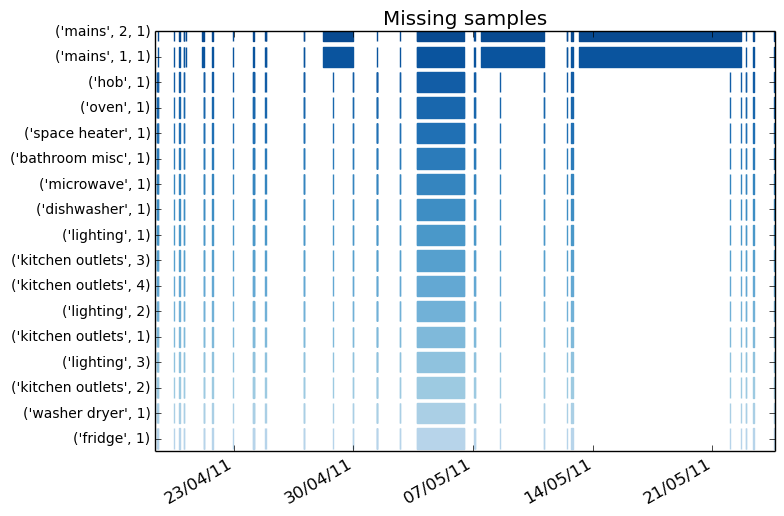 Missing samples
('mains', 2, 1)
('mains', 1, 1)
('hob', 1)
('oven', 1)
('space heater', 1)
('bathroom misc', 1)
('microwave', 1)
('dishwasher', 1)
('lighting', 1)
('kitchen outlets', 3)
('kitchen outlets', 4)
('lighting', 2)
('kitchen outlets', 1)
('lighting', 3)
('kitchen outlets', 2)
('washer dryer', 1)
('fridge', 1)
23/04/11
30/04/11
07/05/11
14/05/11
21/05/11